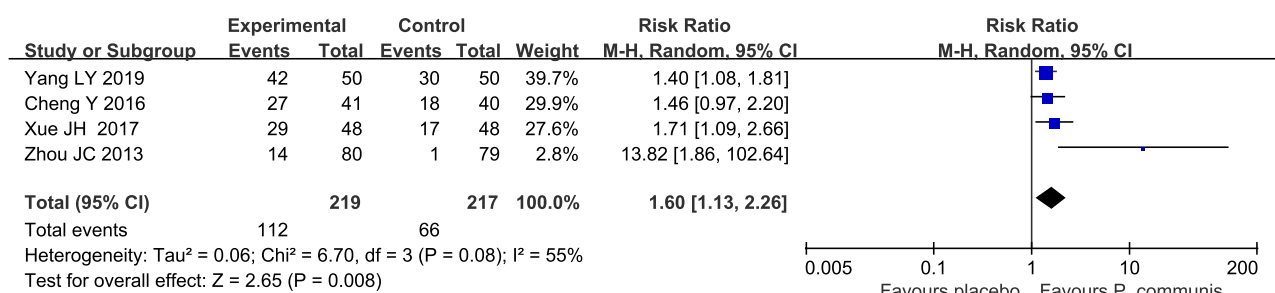 Experimental Control Risk Ratio Risk Ratio
Study or Subgroup Events Total Events Total Weight M-H, Random, 95% CI M-H, Random, 95% CI
Yang LY 2019 42 50 30 50 39.7% 1.40 [1.08, 1.81]
Cheng Y 2016 27 41 18 40 29.9% 1.46 [0.97, 2.20]
Xue JH 2017 29 48 17 48 27.6% 1.71 [1.09, 2.66]
Zhou JC 2013 14 80 1 79 2.8% 13.82 [1.86, 102.64]
Total (95% CI) 219 217 100.0% 1.60 [1.13, 2.26]
Total events 112 66
Heterogeneity: Tau² = 0.06; Chi² = 6.70, df = 3 (P = 0.08); I² = 55%
Test for overall effect: Z = 2.65 (P = 0.008)
0.005 0.1 1 10 200
Favours placebo Favours P. communis